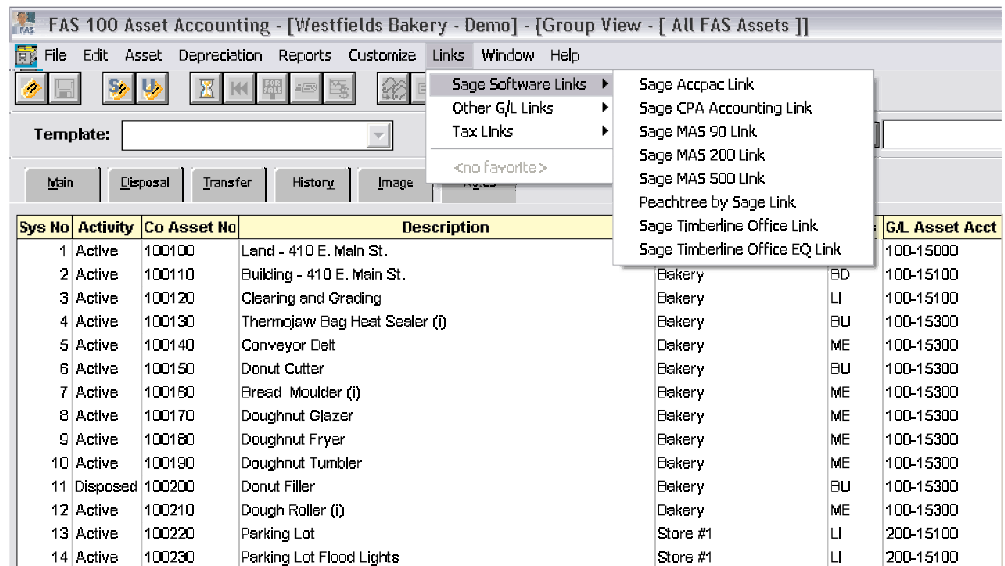 FAS 100 Asset Accounting - [Westfields Bakery - Demo] - {Group View - [ All FAS Assets ]]
File Edit Asset Depreciation Reports Customize Links Window Help
Sage Software Links
Other G/L Links
Tax Links
<no favorite>
Sage Accpac Link
Sage CPA Accounting Link
Sage MAS 90 Link
Sage MAS 200 Link
Sage MAS 500 Link
Peachtree by Sage Link
Sage Timberline Office Link
Sage Timberline Office EQ Link
Template:
Main Disposal Transfer History Image Notes
Sys No Activity Co Asset No Description G/L Asset Acct
1 Active 100100 Land - 410 E. Main St. 100-15000
2 Active 100110 Building - 410 E. Main St. Bakery BD 100-15100
3 Active 100120 Clearing and Grading Bakery LI 100-15100
4 Active 100130 Thermojaw Bag Heat Sealer (i) Bakery BU 100-15300
5 Active 100140 Conveyor Belt Bakery ME 100-15300
6 Active 100150 Donut Cutter Bakery BU 100-15300
7 Active 100160 Bread Moulder (i) Bakery ME 100-15300
8 Active 100170 Doughnut Glazer Bakery ME 100-15300
9 Active 100180 Doughnut Fryer Bakery ME 100-15300
10 Active 100190 Doughnut Tumbler Bakery ME 100-15300
11 Disposed 100200 Donut Filler Bakery BU 100-15300
12 Active 100210 Dough Roller (i) Bakery ME 100-15300
13 Active 100220 Parking Lot Store #1 LI 200-15100
14 Active 100230 Parking Lot Flood Lights Store #1 LI 200-15100